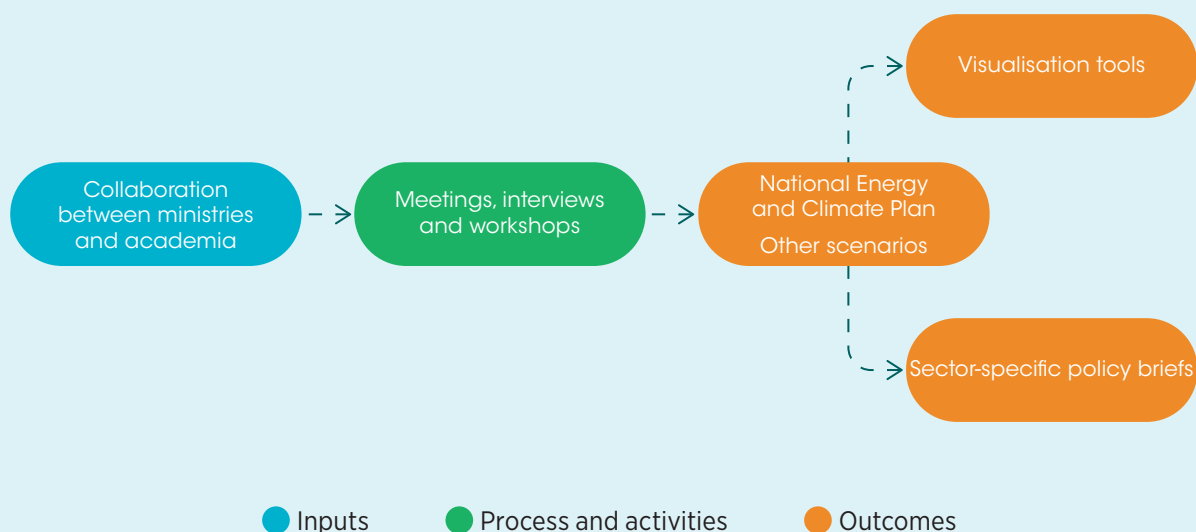 Visualisation tools
Collaboration
between ministries
and academia
Meetings, interviews
and workshops
National Energy
and Climate Plan
Other scenarios
Sector-specific policy briefs
Inputs
Process and activities
Outcomes